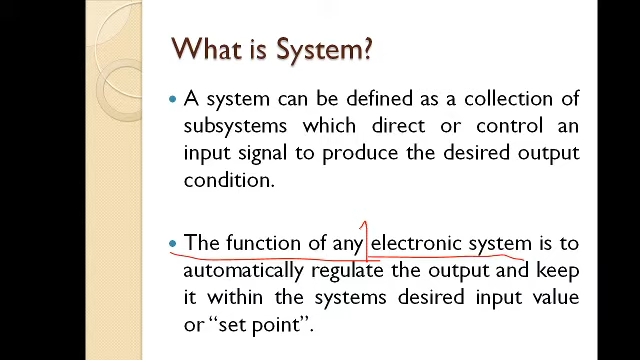 What is System?
A system can be defined as a collection of
subsystems which direct or control an
input signal to produce the desired output
condition.
The function of any electronic system is to
automatically regulate the output and keep
it within the systems desired input value
or “set point”.